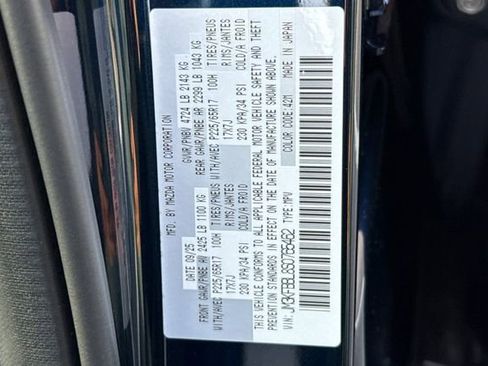 MFD. BY MAZDA MOTOR CORPORATION
DATE: 09/25 GVWR/PNBV 4724 LB 2143 KG
FRONT GAWR/PNBE AV 2425 LB 1100 KG REAR GAWR/PNBE AR 2299 LB 1043 KG
TIRES/PNEUS TIRES/PNEUS
WITH/AVEC P225/65R17 100H WITH/AVEC P225/65R17 100H
RIMS/JANTES RIMS/JANTES
17X7J 17X7J
230 KPA/34 PSI COLD/A FROID 230 KPA/34 PSI COLD/A FROID
THIS VEHICLE CONFORMS TO ALL APPLICABLE FEDERAL MOTOR VEHICLE SAFETY AND THEFT
PREVENTION STANDARDS IN EFFECT ON THE DATE OF MANUFACTURE SHOWN ABOVE.
VIN: TYPE:MPV COLOR CODE:42M MADE IN JAPAN